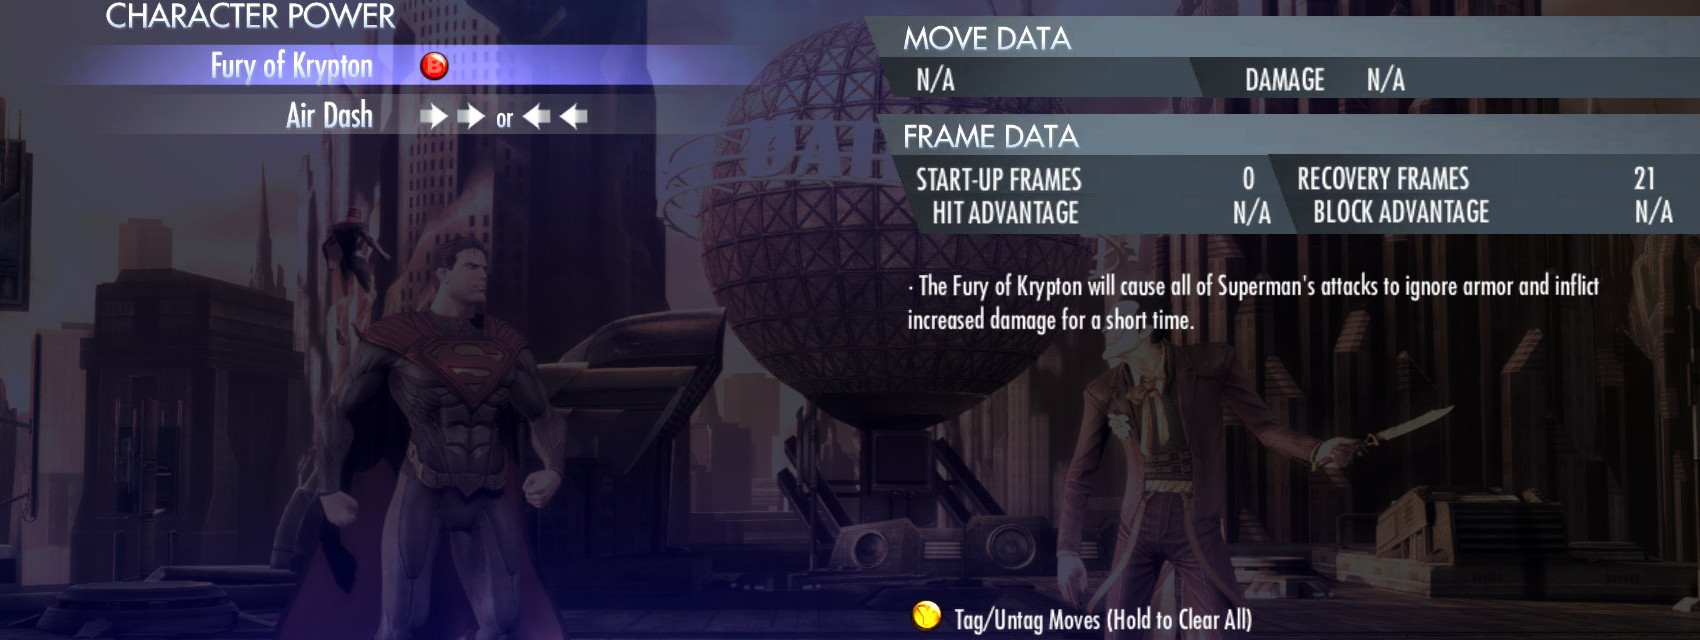 CHARACTER POWER
Fury of Krypton B
Air Dash or
MOVE DATA
N/A DAMAGE N/A
FRAME DATA
START-UP FRAMES 0 RECOVERY FRAMES 21
HIT ADVANTAGE N/A BLOCK ADVANTAGE N/A
· The Fury of Krypton will cause all of Superman's attacks to ignore armor and inflict
increased damage for a short time.
Y Tag/Untag Moves (Hold to Clear All)